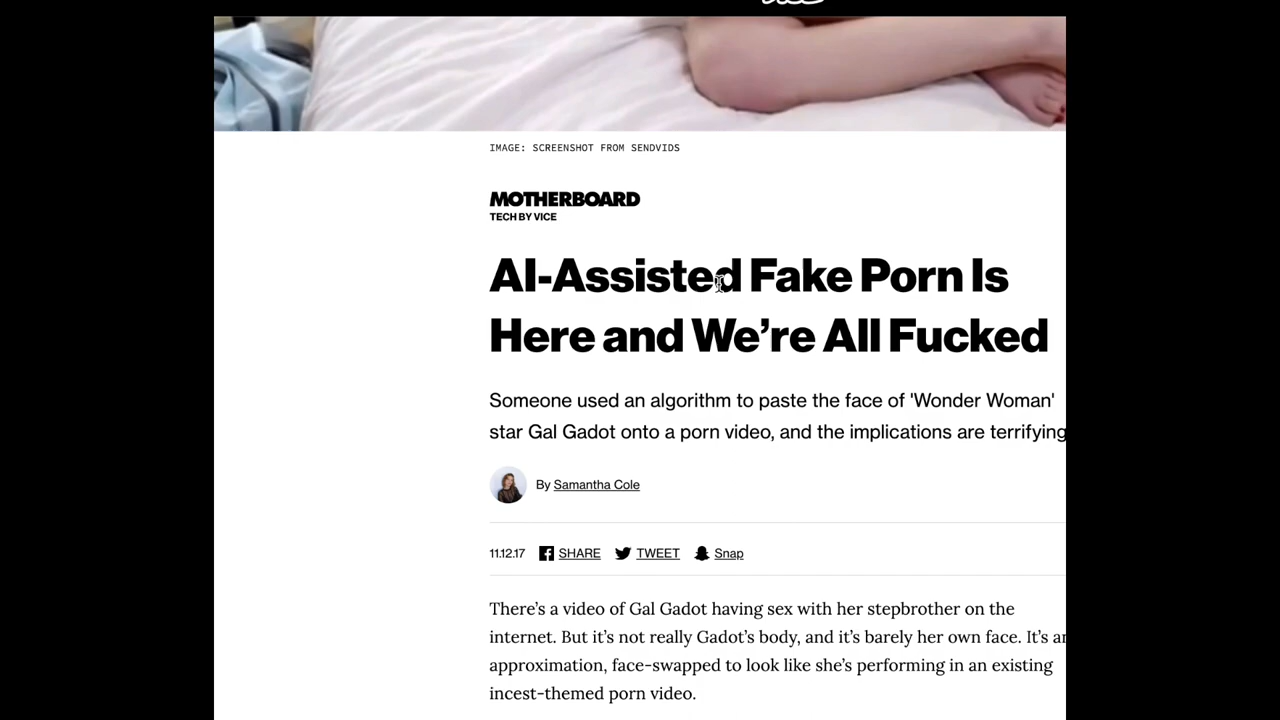 IMAGE: SCREENSHOT FROM SENDVIDS
MOTHERBOARD
TECH BY VICE
AI-Assisted Fake Porn Is
Here and We're All Fucked
Someone used an algorithm to paste the face of 'Wonder Woman'
star Gal Gadot onto a porn video, and the implications are terrifying
By Samantha Cole
11.12.17 SHARE TWEET Snap
There's a video of Gal Gadot having sex with her stepbrother on the
internet. But it's not really Gadot's body, and it's barely her own face. It's an
approximation, face-swapped to look like she's performing in an existing
incest-themed porn video.